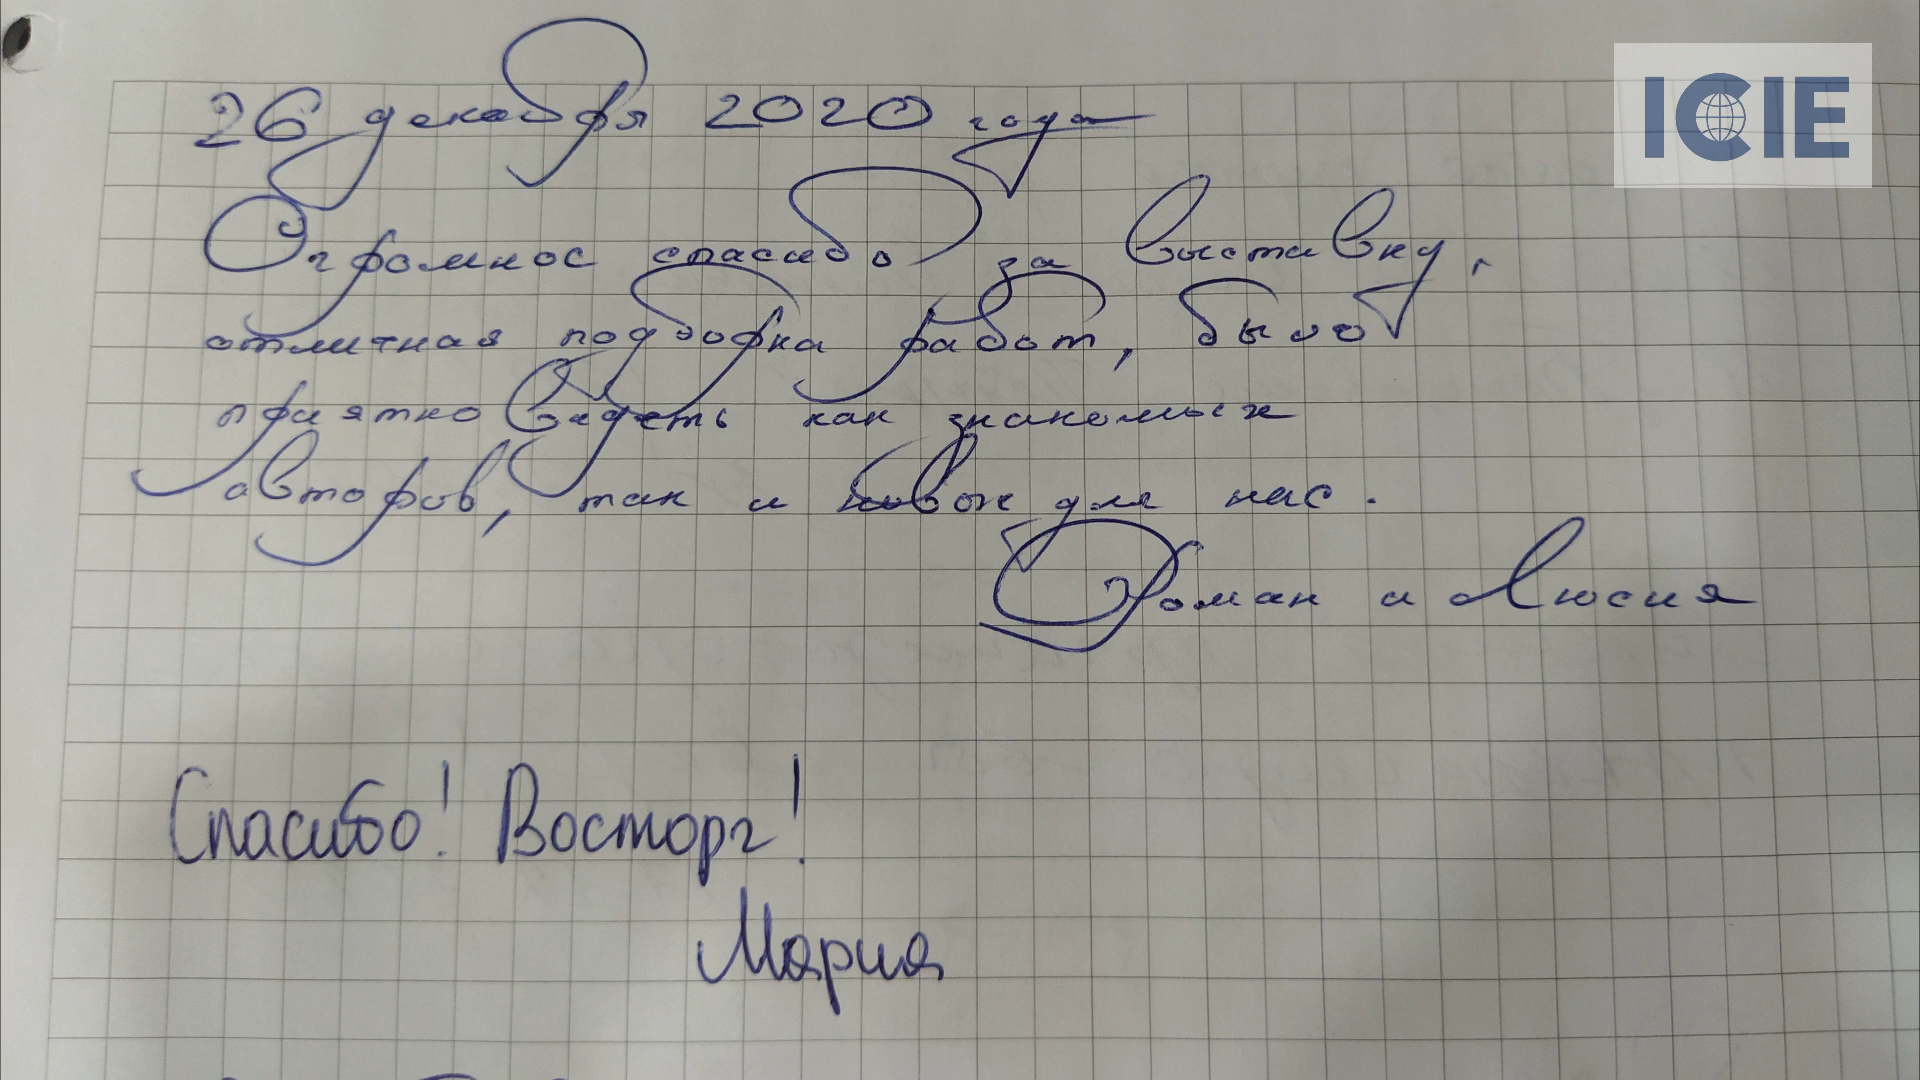 ICIE
26 декабря 2020 года
Огромное спасибо за выставку,
отличная подборка работ, было
приятно видеть как знакомых
авторов, так и новых для нас.
Роман и Люсия
Спасибо! Восторг!
Мария